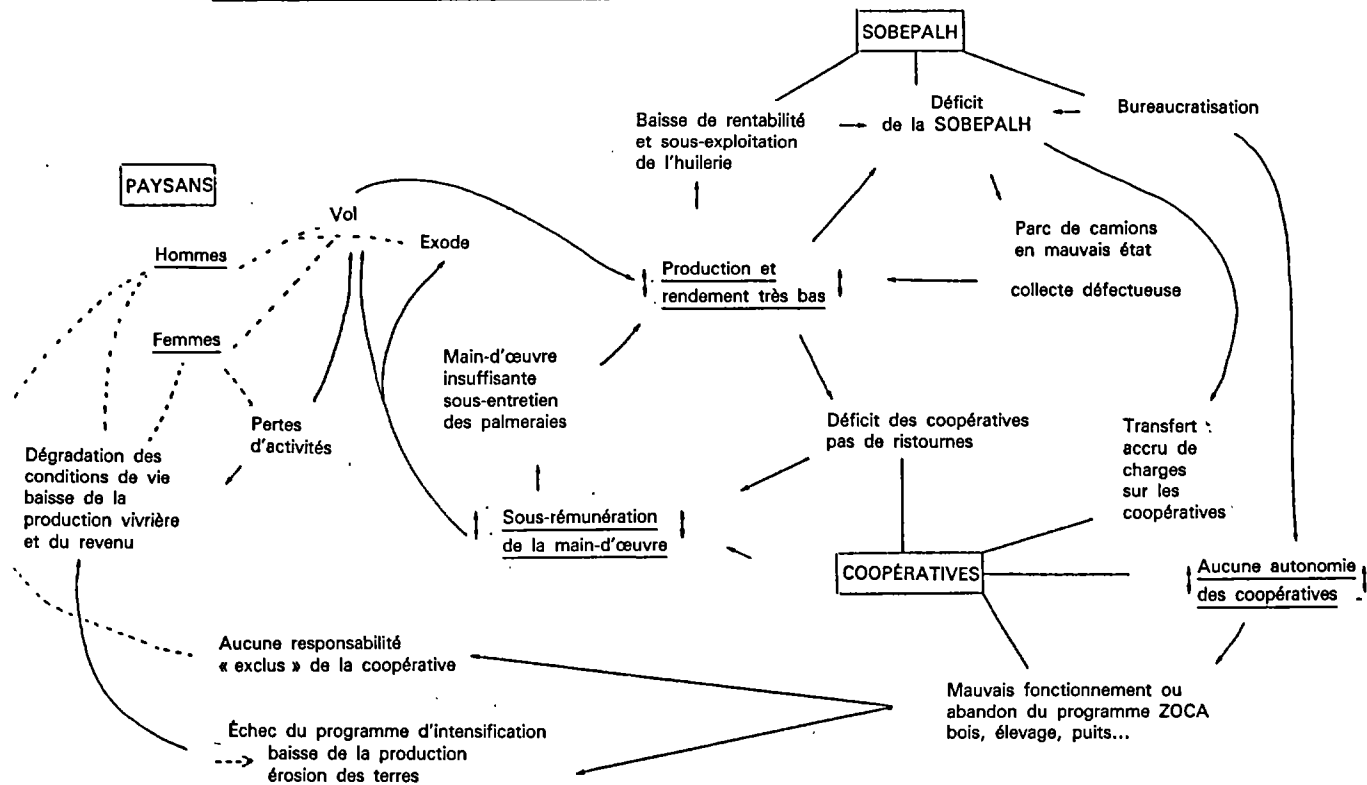 SOBEPALH
Baisse de rentabilité
et sous-exploitation
de l'huilerie
Déficit
de la SOBEPALH
Bureaucratisation
PAYSANS
Vol
Exode
Hommes
Femmes
Production et
rendement très bas
Parc de camions
en mauvais état
collecte défectueuse
Main-d'œuvre
insuffisante
sous-entretien
des palmeraies
Pertes
d'activités
Dégradation des
conditions de vie
baisse de la
production vivrière
et du revenu
Déficit des coopératives
pas de ristournes
Transfert
accru de
charges
sur les
coopératives
Sous-rémunération
de la main-d'œuvre
COOPÉRATIVES
Aucune autonomie
des coopératives
Aucune responsabilité
« exclus » de la coopérative
Mauvais fonctionnement ou
abandon du programme ZOCA
bois, élevage, puits...
Échec du programme d'intensification
baisse de la production
érosion des terres